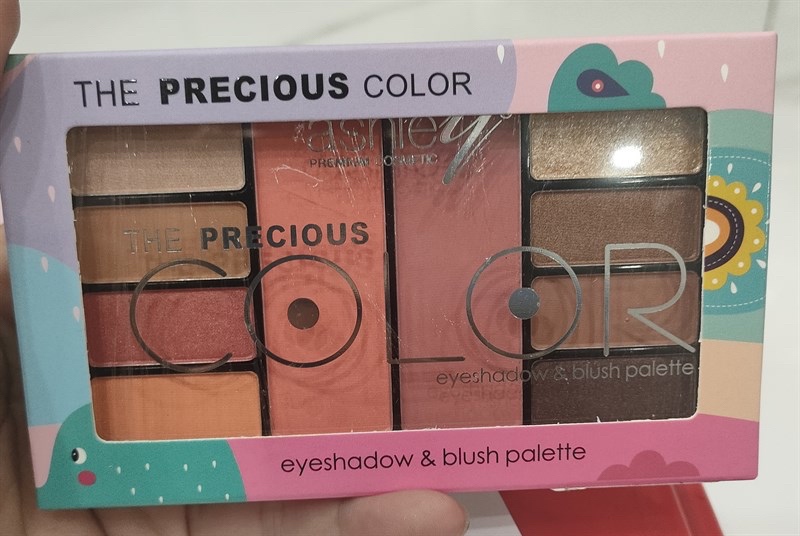 THE PRECIOUS COLOR
ashley
PREMIUM COSMETIC
THE PRECIOUS
COLOR
eyeshadow & blush palette
eyeshadow & blush palette